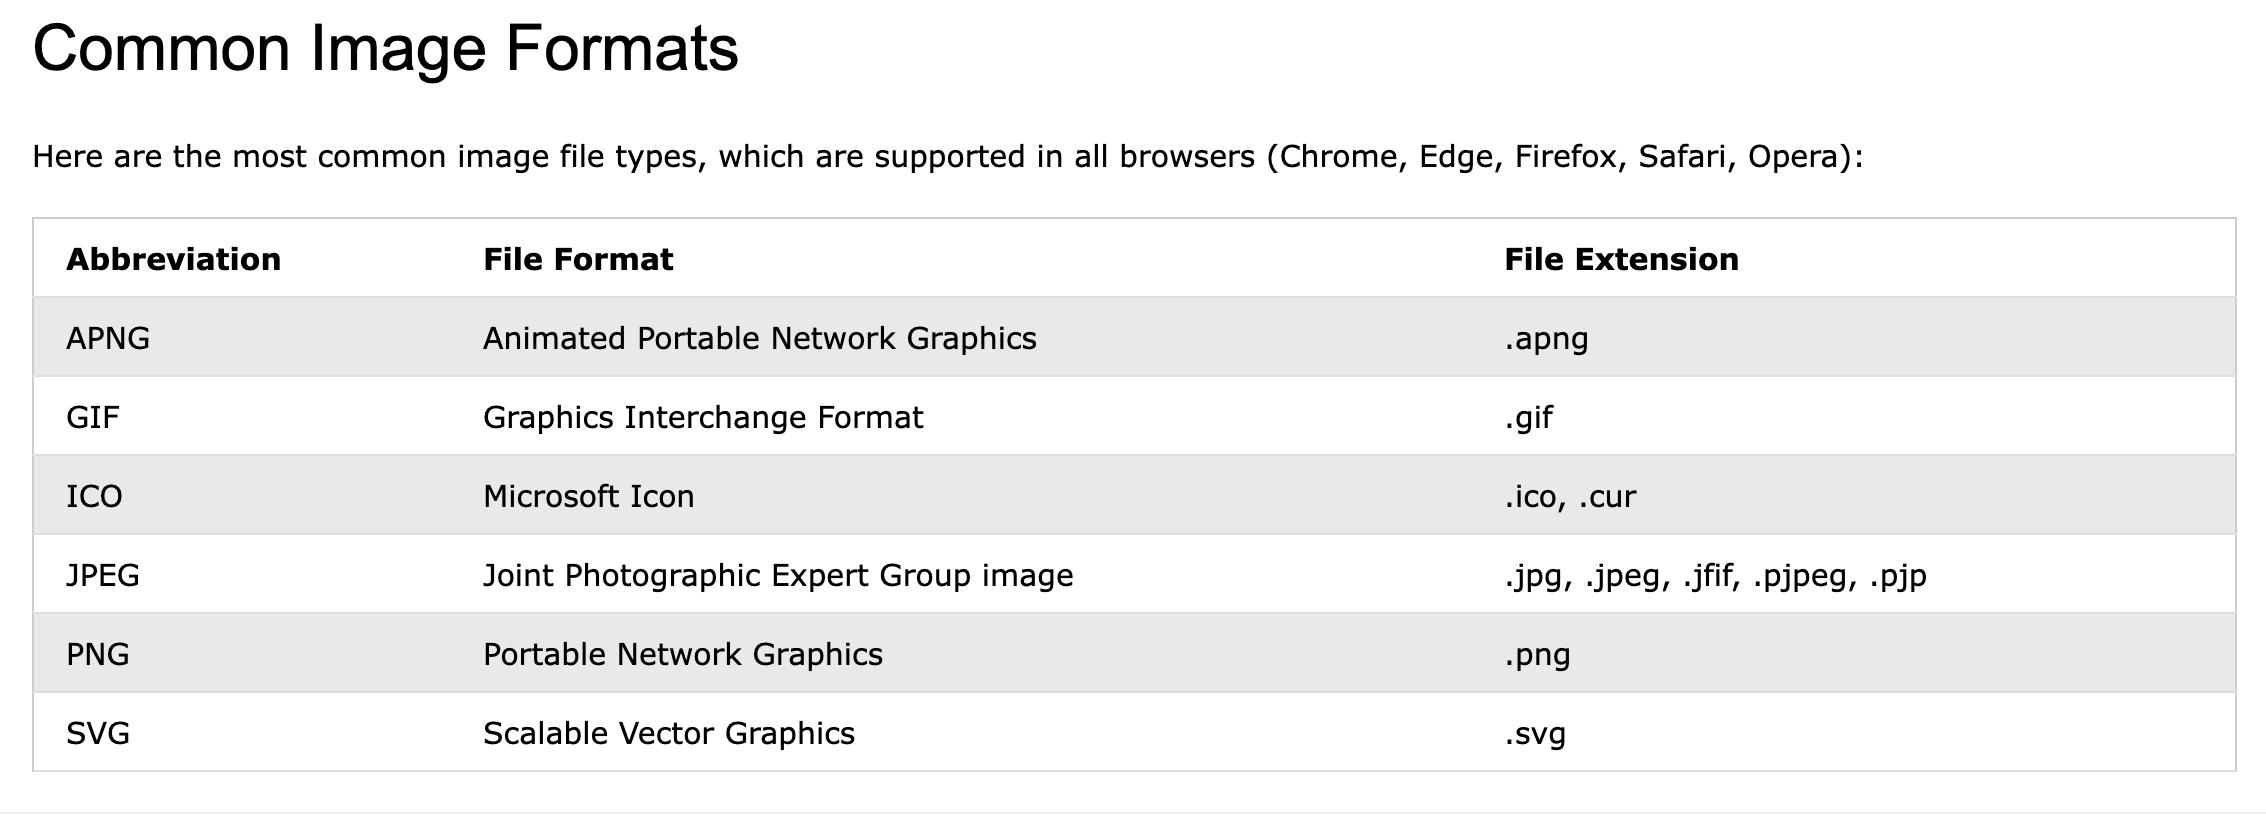 Common Image Formats
Here are the most common image file types, which are supported in all browsers (Chrome, Edge, Firefox, Safari, Opera):
Abbreviation File Format File Extension
APNG Animated Portable Network Graphics .apng
GIF Graphics Interchange Format .gif
ICO Microsoft Icon .ico, .cur
JPEG Joint Photographic Expert Group image .jpg, .jpeg, .jfif, .pjpeg, .pjp
PNG Portable Network Graphics .png
SVG Scalable Vector Graphics .svg